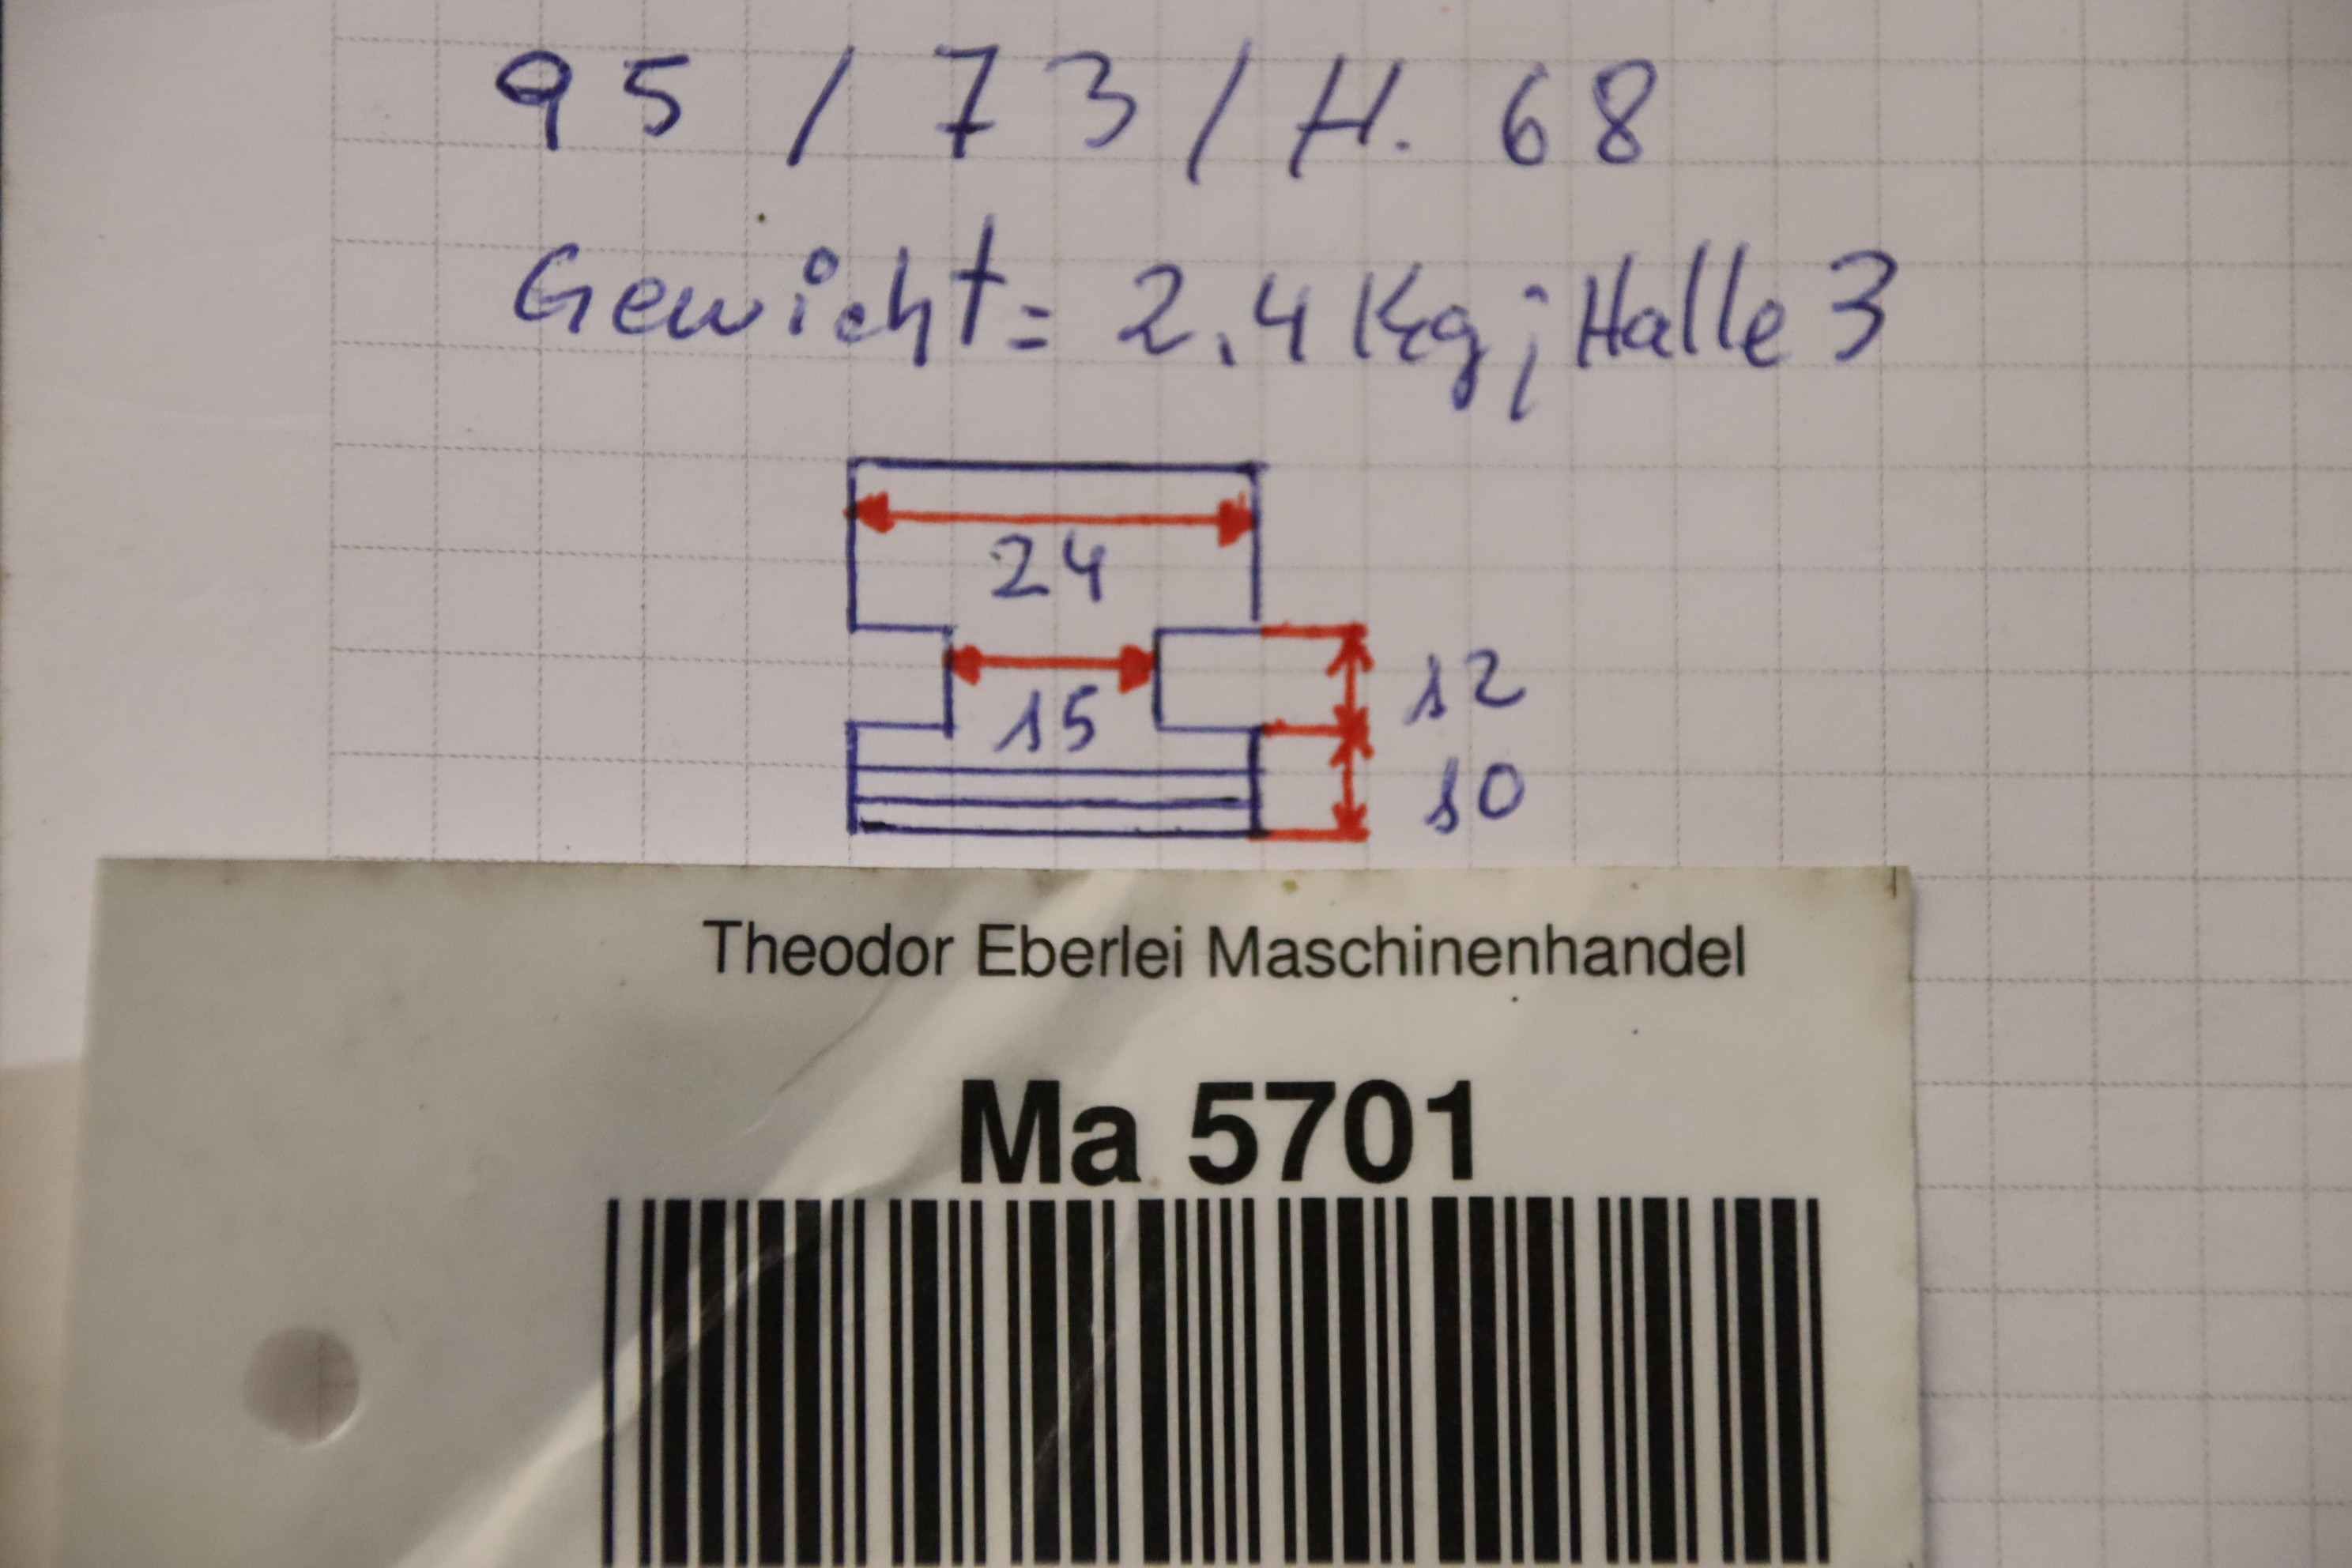 95 / 73 / H. 68
Gewicht = 2,4 Kg; Halle 3
24
15
12
10
Theodor Eberlei Maschinenhandel
Ma 5701